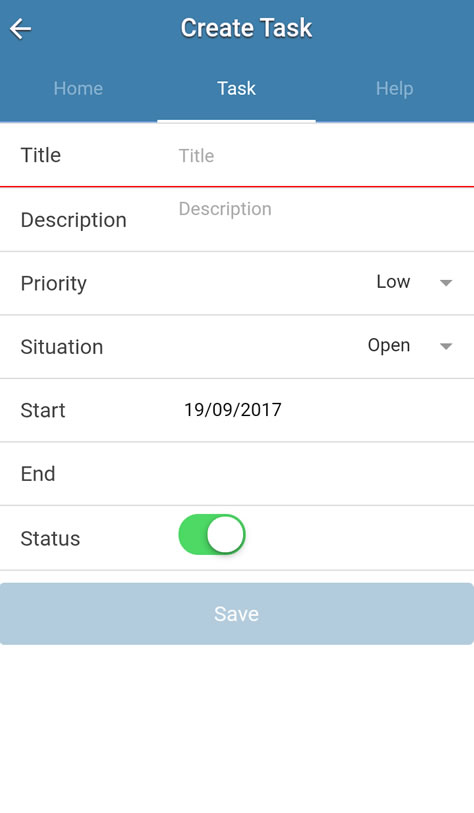 Create Task
Home Task Help
Title Title
Description Description
Priority Low
Situation Open
Start 19/09/2017
End
Status
Save